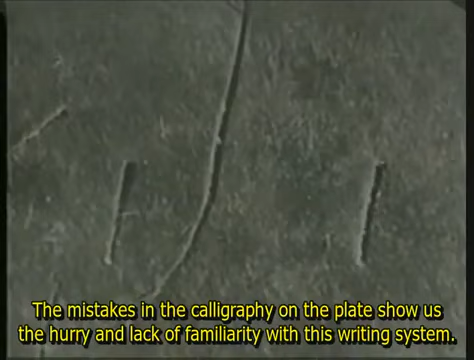 The mistakes in the calligraphy on the plate show us
the hurry and lack of familiarity with this writing system.